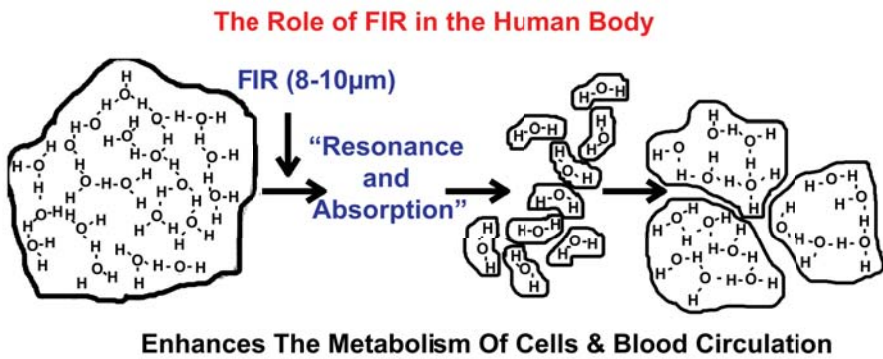 The Role of FIR in the Human Body
FIR (8-10µm)
“Resonance
and
Absorption”
Enhances The Metabolism Of Cells & Blood Circulation